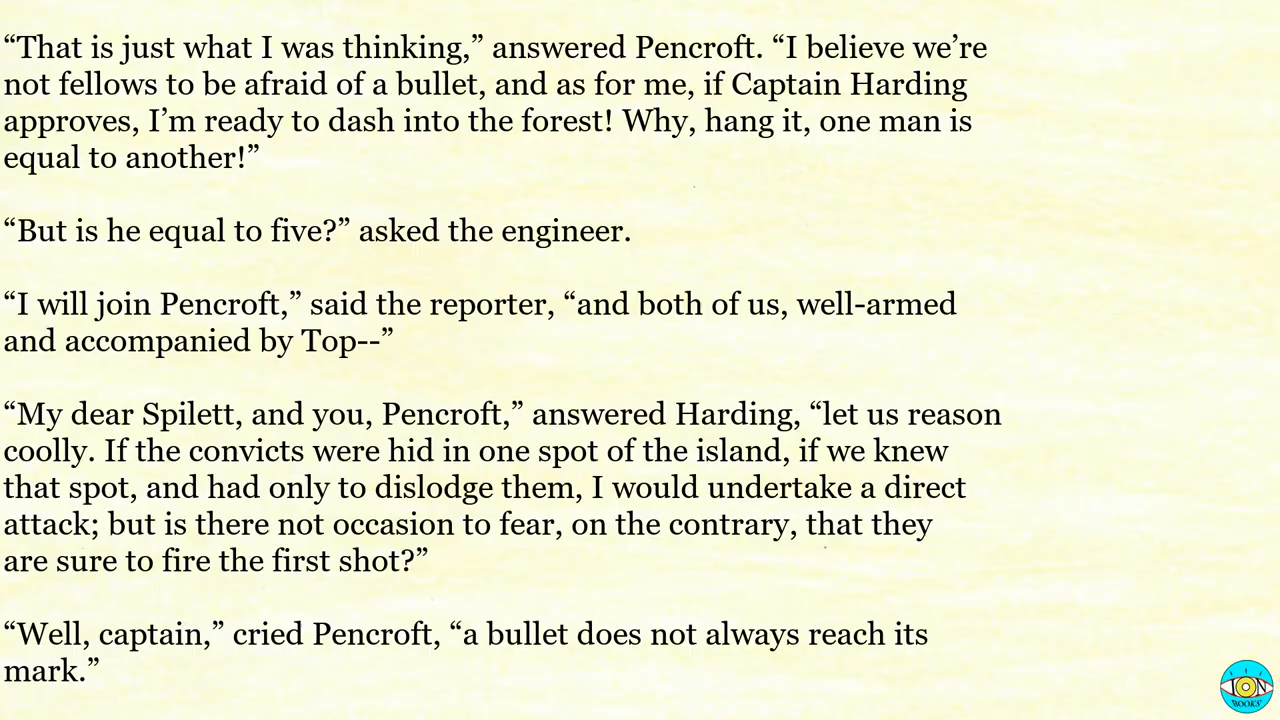 “That is just what I was thinking,” answered Pencroft. “I believe we’re
not fellows to be afraid of a bullet, and as for me, if Captain Harding
approves, I’m ready to dash into the forest! Why, hang it, one man is
equal to another!”
“But is he equal to five?” asked the engineer.
“I will join Pencroft,” said the reporter, “and both of us, well-armed
and accompanied by Top--”
“My dear Spilett, and you, Pencroft,” answered Harding, “let us reason
coolly. If the convicts were hid in one spot of the island, if we knew
that spot, and had only to dislodge them, I would undertake a direct
attack; but is there not occasion to fear, on the contrary, that they
are sure to fire the first shot?”
“Well, captain,” cried Pencroft, “a bullet does not always reach its
mark.”
ION
BOOKS